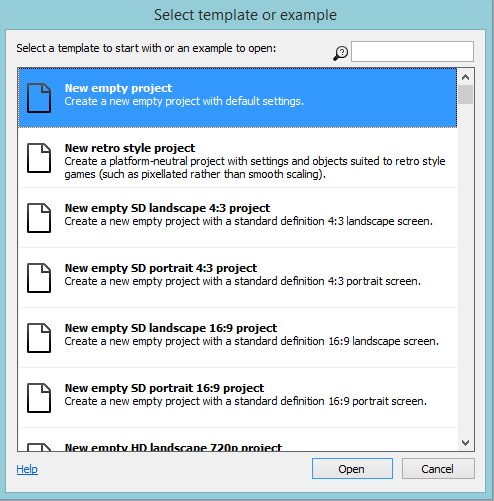 Select template or example
Select a template to start with or an example to open:
New empty project
Create a new empty project with default settings.
New retro style project
Create a platform-neutral project with settings and objects suited to retro style
games (such as pixellated rather than smooth scaling).
New empty SD landscape 4:3 project
Create a new empty project with a standard definition 4:3 landscape screen.
New empty SD portrait 4:3 project
Create a new empty project with a standard definition 4:3 portrait screen.
New empty SD landscape 16:9 project
Create a new empty project with a standard definition 16:9 landscape screen.
New empty SD portrait 16:9 project
Create a new empty project with a standard definition 16:9 portrait screen.
New empty HD landscape 720p project
Help
Open
Cancel